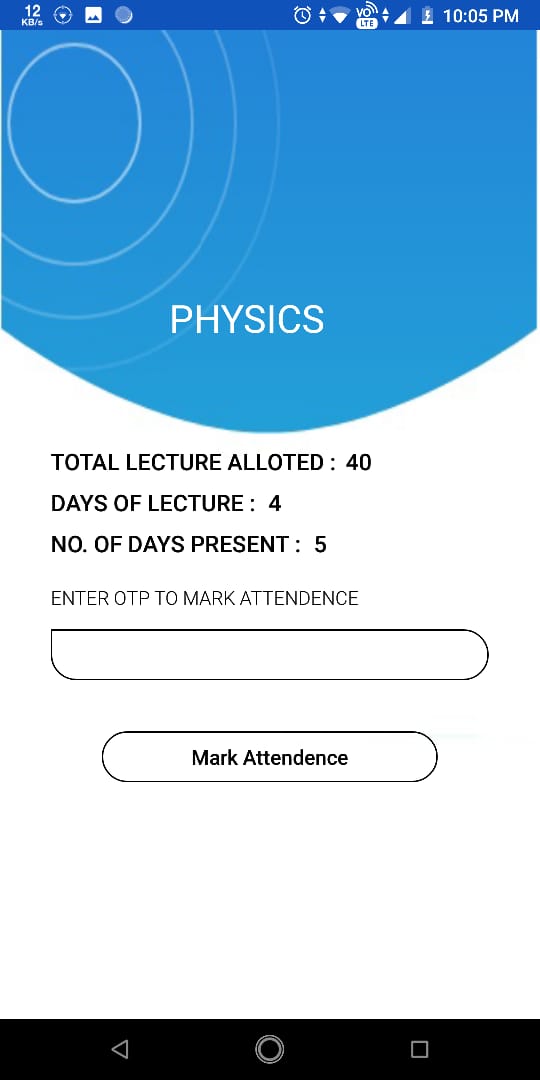 12
KB/s
VO LTE
10:05 PM
PHYSICS
TOTAL LECTURE ALLOTED : 40
DAYS OF LECTURE : 4
NO. OF DAYS PRESENT : 5
ENTER OTP TO MARK ATTENDENCE
Mark Attendence